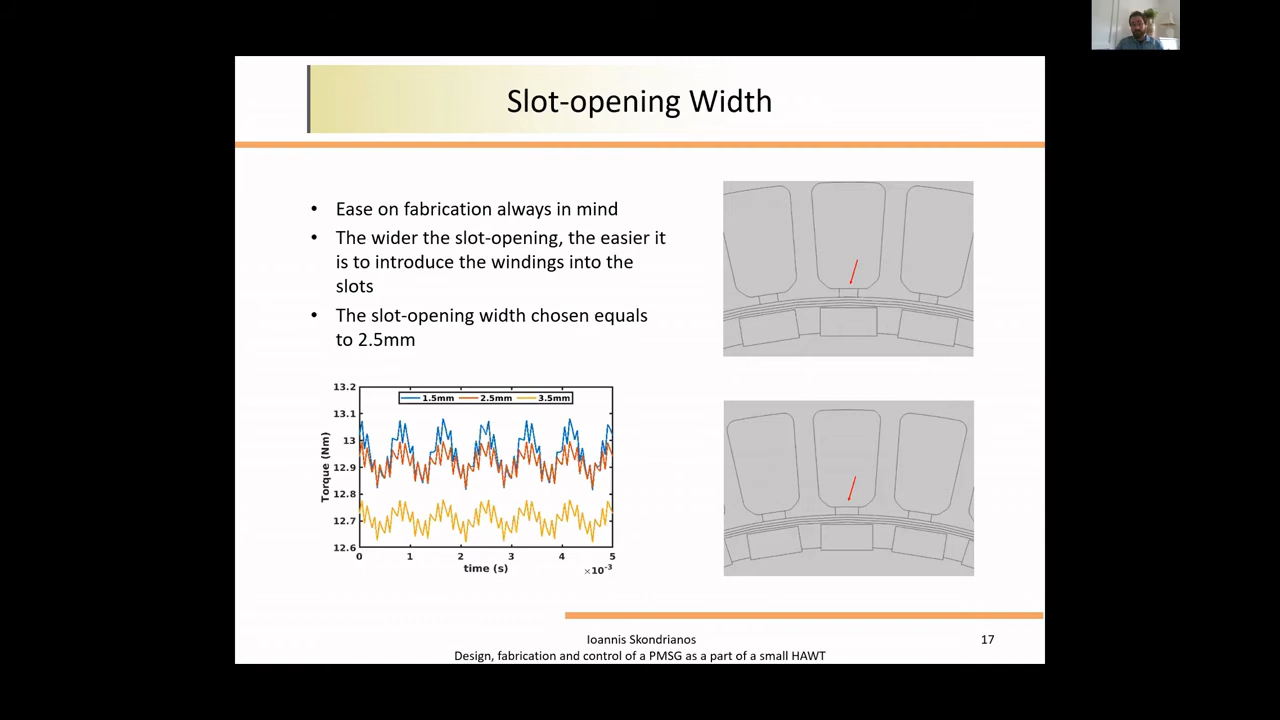 Slot-opening Width
• Ease on fabrication always in mind
• The wider the slot-opening, the easier it
is to introduce the windings into the
slots
• The slot-opening width chosen equals
to 2.5mm
1.5mm 2.5mm 3.5mm
13.2
13.1
13
12.9
12.8
12.7
12.6
Torque (Nm)
0 1 2 3 4 5
time (s)
×10⁻³
Ioannis Skondrianos
17
Design, fabrication and control of a PMSG as a part of a small HAWT